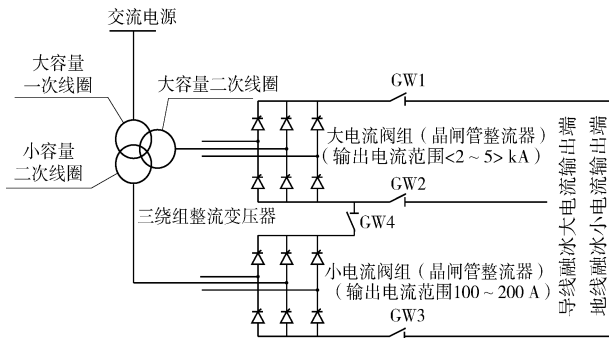 交流电源
大容量
一次线圈
大容量二次线圈
小容量
二次线圈
三绕组整流变压器
GW1
大电流阀组（晶闸管整流器）
（输出电流范围<2～5> kA）
GW2
GW4
小电流阀组（晶闸管整流器）
（输出电流范围100～200 A）
GW3
导线融冰大电流输出端
地线融冰小电流输出端